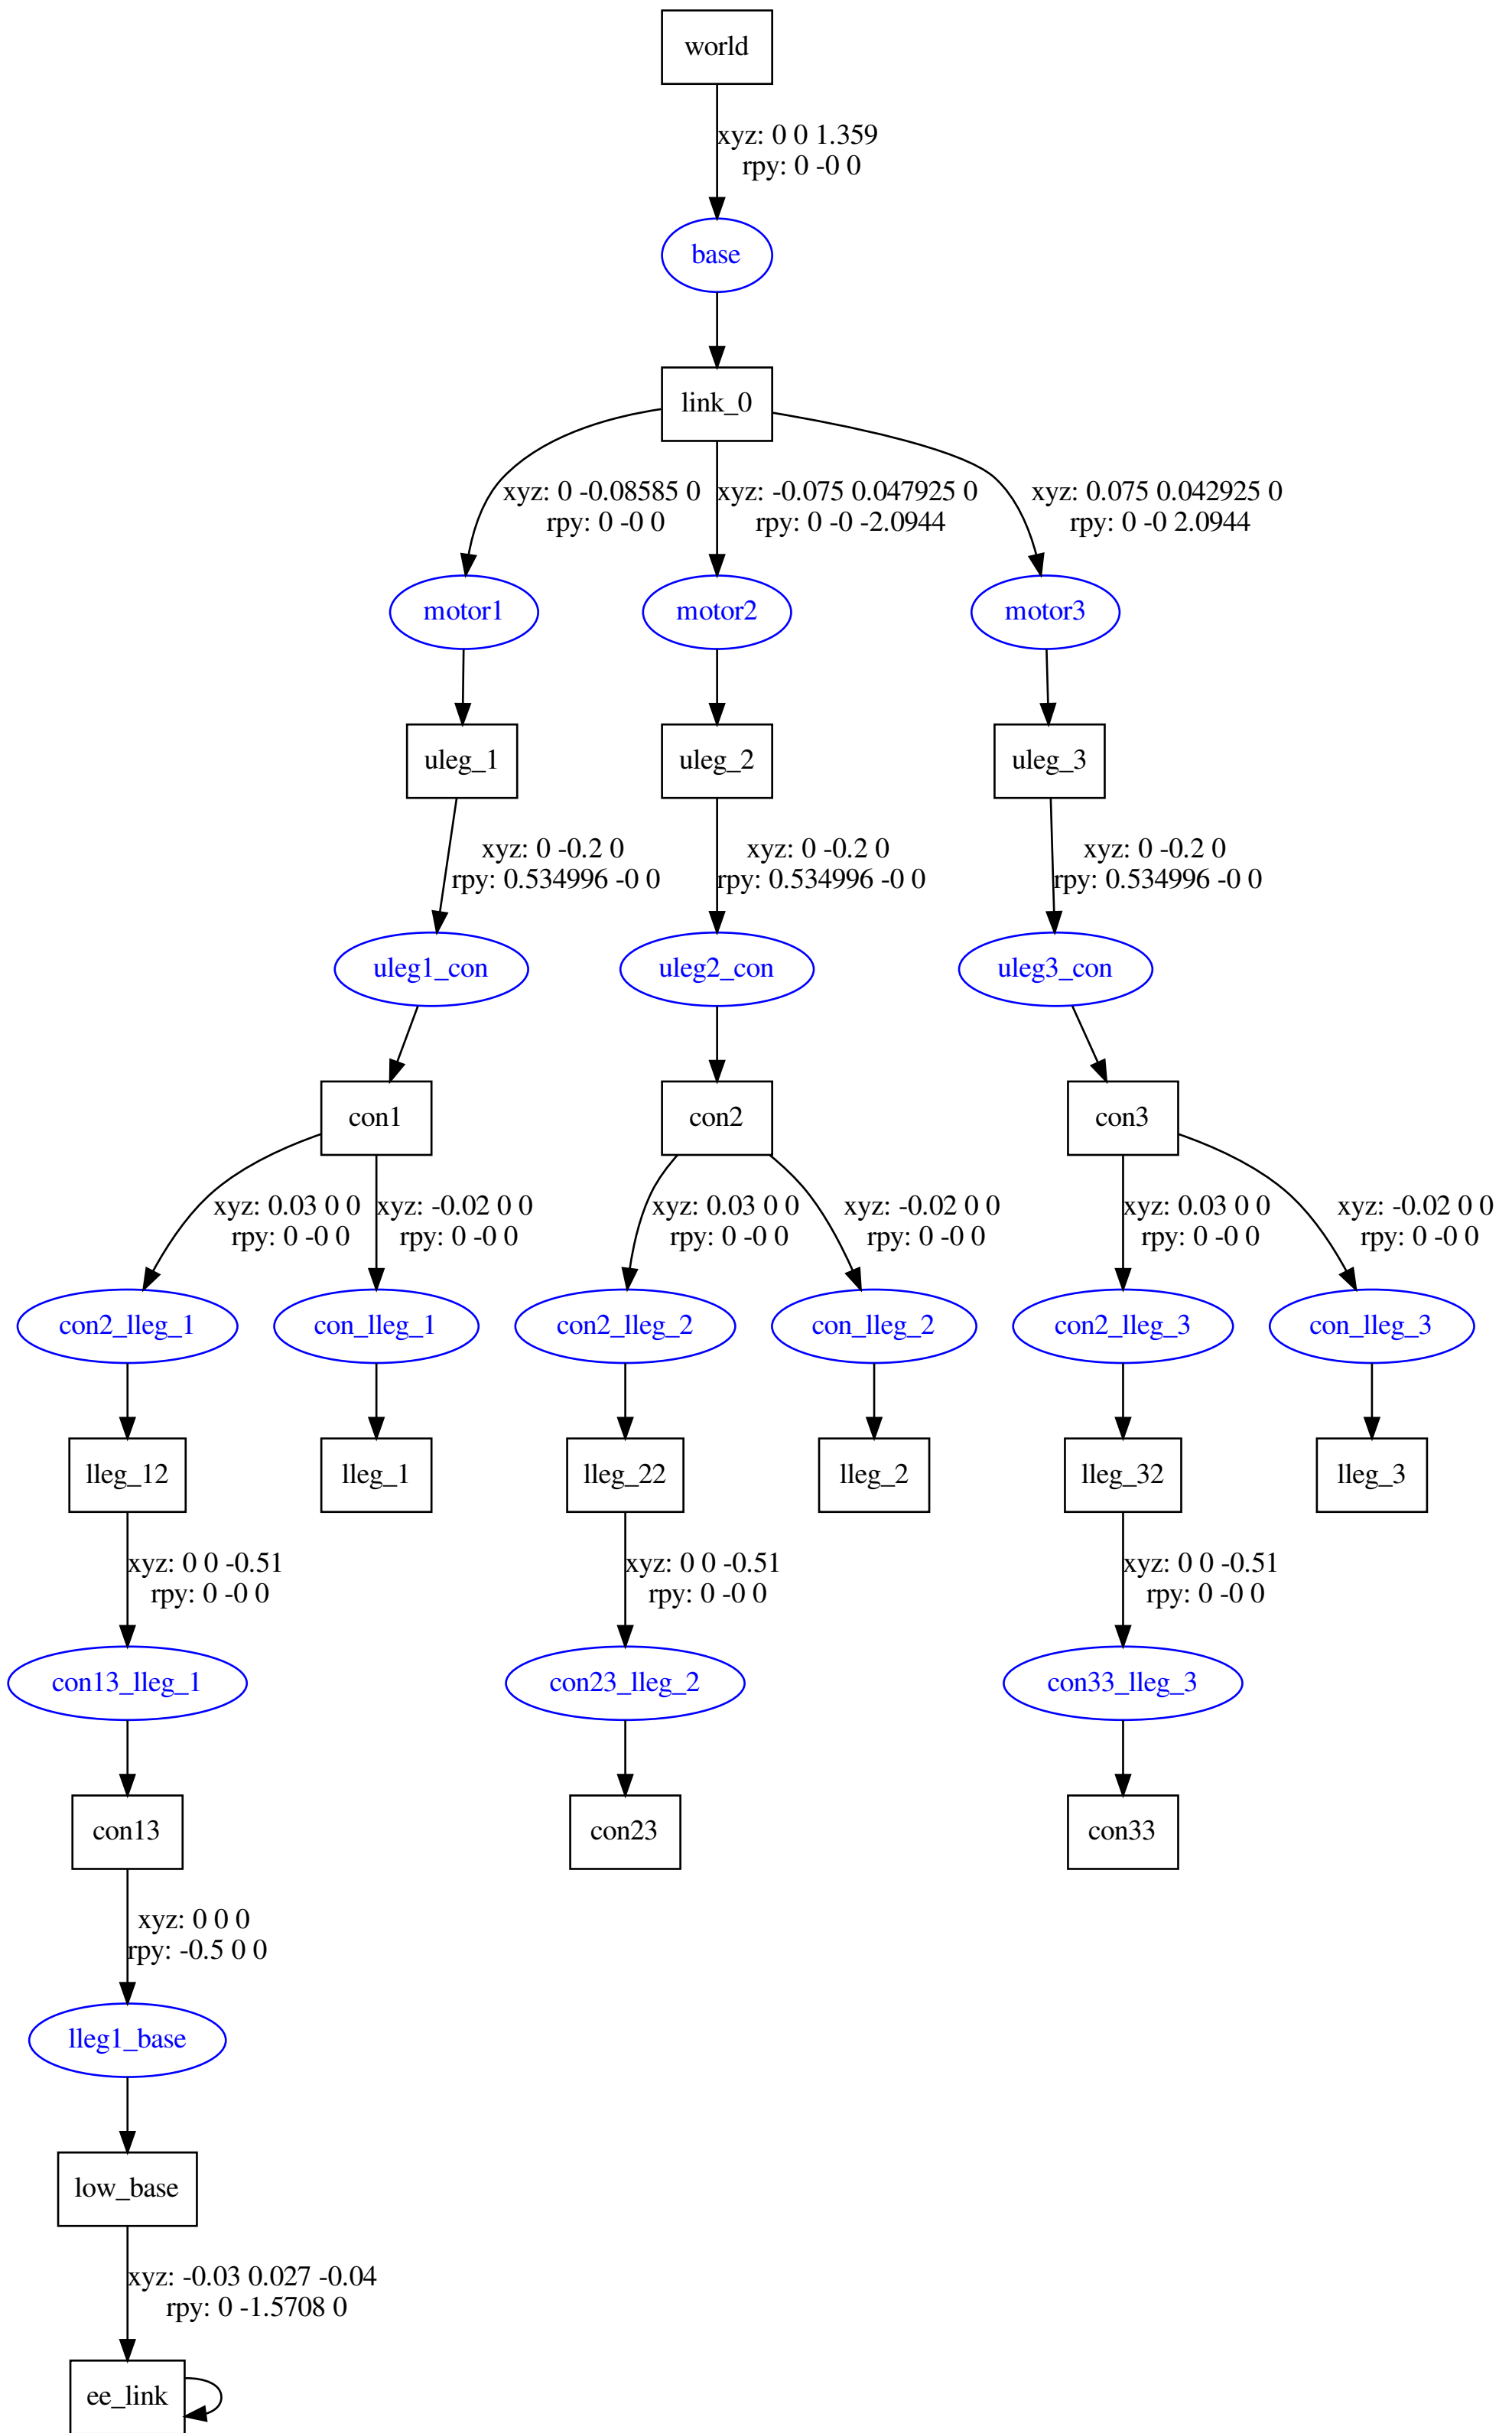 world
xyz: 0 0 1.359
rpy: 0 -0 0
base
link_0
xyz: 0 -0.08585 0
rpy: 0 -0 0
xyz: -0.075 0.047925 0
rpy: 0 -0 -2.0944
xyz: 0.075 0.042925 0
rpy: 0 -0 2.0944
motor1
motor2
motor3
uleg_1
uleg_2
uleg_3
xyz: 0 -0.2 0
rpy: 0.534996 -0 0
xyz: 0 -0.2 0
rpy: 0.534996 -0 0
xyz: 0 -0.2 0
rpy: 0.534996 -0 0
uleg1_con
uleg2_con
uleg3_con
con1
con2
con3
xyz: 0.03 0 0
rpy: 0 -0 0
xyz: -0.02 0 0
rpy: 0 -0 0
xyz: 0.03 0 0
rpy: 0 -0 0
xyz: -0.02 0 0
rpy: 0 -0 0
xyz: 0.03 0 0
rpy: 0 -0 0
xyz: -0.02 0 0
rpy: 0 -0 0
con2_lleg_1
con_lleg_1
con2_lleg_2
con_lleg_2
con2_lleg_3
con_lleg_3
lleg_12
lleg_1
lleg_22
lleg_2
lleg_32
lleg_3
xyz: 0 0 -0.51
rpy: 0 -0 0
xyz: 0 0 -0.51
rpy: 0 -0 0
xyz: 0 0 -0.51
rpy: 0 -0 0
con13_lleg_1
con23_lleg_2
con33_lleg_3
con13
con23
con33
xyz: 0 0 0
rpy: -0.5 0 0
lleg1_base
low_base
xyz: -0.03 0.027 -0.04
rpy: 0 -1.5708 0
ee_link